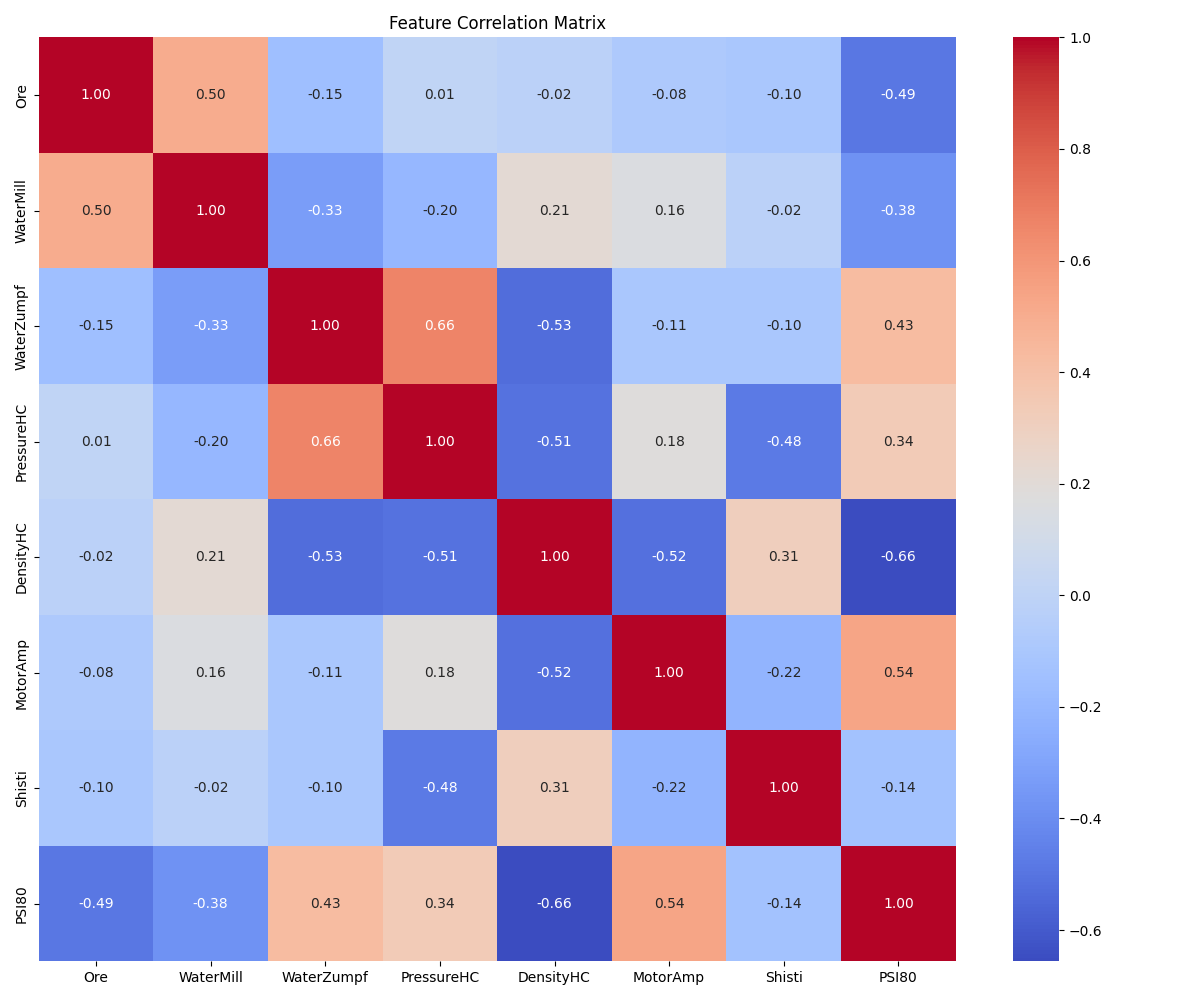 Feature Correlation Matrix
Ore 1.00 0.50 -0.15 0.01 -0.02 -0.08 -0.10 -0.49
WaterMill 0.50 1.00 -0.33 -0.20 0.21 0.16 -0.02 -0.38
WaterZumpf -0.15 -0.33 1.00 0.66 -0.53 -0.11 -0.10 0.43
PressureHC 0.01 -0.20 0.66 1.00 -0.51 0.18 -0.48 0.34
DensityHC -0.02 0.21 -0.53 -0.51 1.00 -0.52 0.31 -0.66
MotorAmp -0.08 0.16 -0.11 0.18 -0.52 1.00 -0.22 0.54
Shisti -0.10 -0.02 -0.10 -0.48 0.31 -0.22 1.00 -0.14
PSI80 -0.49 -0.38 0.43 0.34 -0.66 0.54 -0.14 1.00
Ore WaterMill WaterZumpf PressureHC DensityHC MotorAmp Shisti PSI80
1.0
0.8
0.6
0.4
0.2
0.0
−0.2
−0.4
−0.6